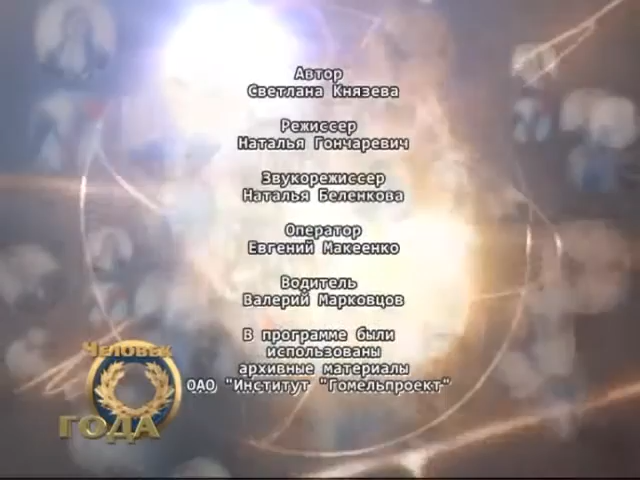 Автор
Светлана Князева
Режиссер
Наталья Гончаревич
Звукорежиссер
Наталья Беленкова
Оператор
Евгений Макеенко
Водитель
Валерий Марковцов
В программе были
использованы
архивные материалы
ОАО "Институт "Гомельпроект"
Человек
ГОДА